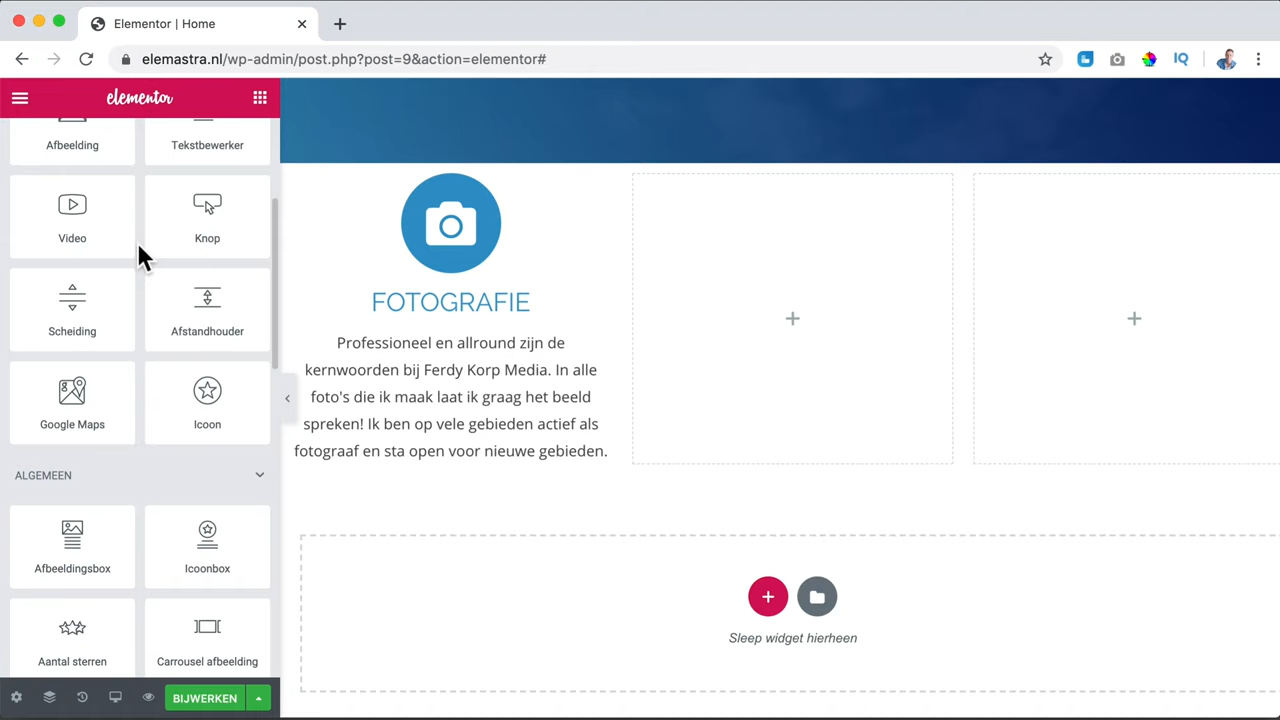 Elementor | Home
elemastra.nl/wp-admin/post.php?post=9&action=elementor#
IQ
elementor
Afbeelding
Tekstbewerker
Video
Knop
Scheiding
Afstandhouder
Google Maps
Icoon
ALGEMEEN
Afbeeldingsbox
Icoonbox
Aantal sterren
Carrousel afbeelding
BIJWERKEN
FOTOGRAFIE
Professioneel en allround zijn de
kernwoorden bij Ferdy Korp Media. In alle
foto's die ik maak laat ik graag het beeld
spreken! Ik ben op vele gebieden actief als
fotograaf en sta open voor nieuwe gebieden.
Sleep widget hierheen